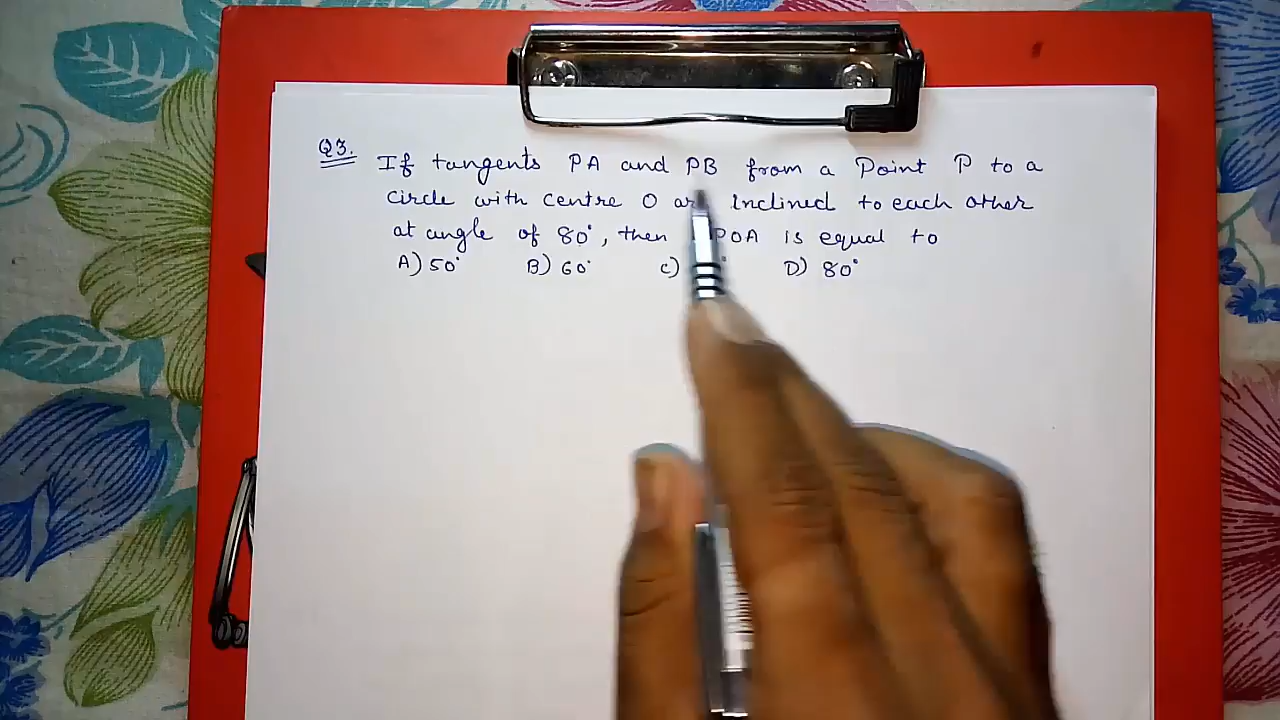 Q3.
If tangents PA and PB from a Point P to a
circle with centre O are inclined to each other
at angle of 80°, then POA is equal to
A) 50° B) 60° C) D) 80°